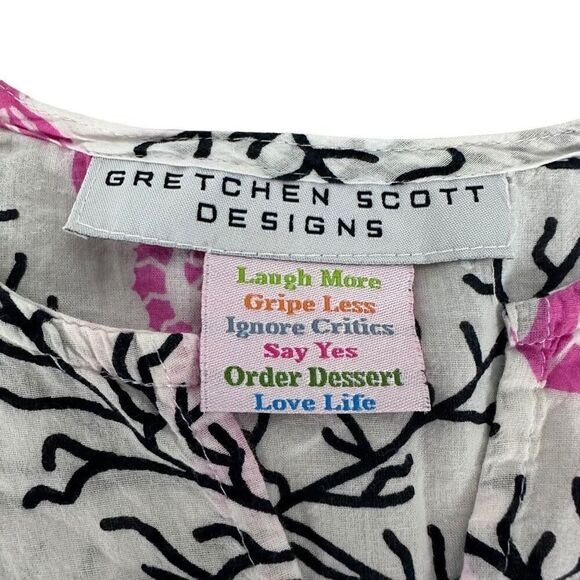 GRETCHEN SCOTT
DESIGNS
Laugh More
Gripe Less
Ignore Critics
Say Yes
Order Dessert
Love Life